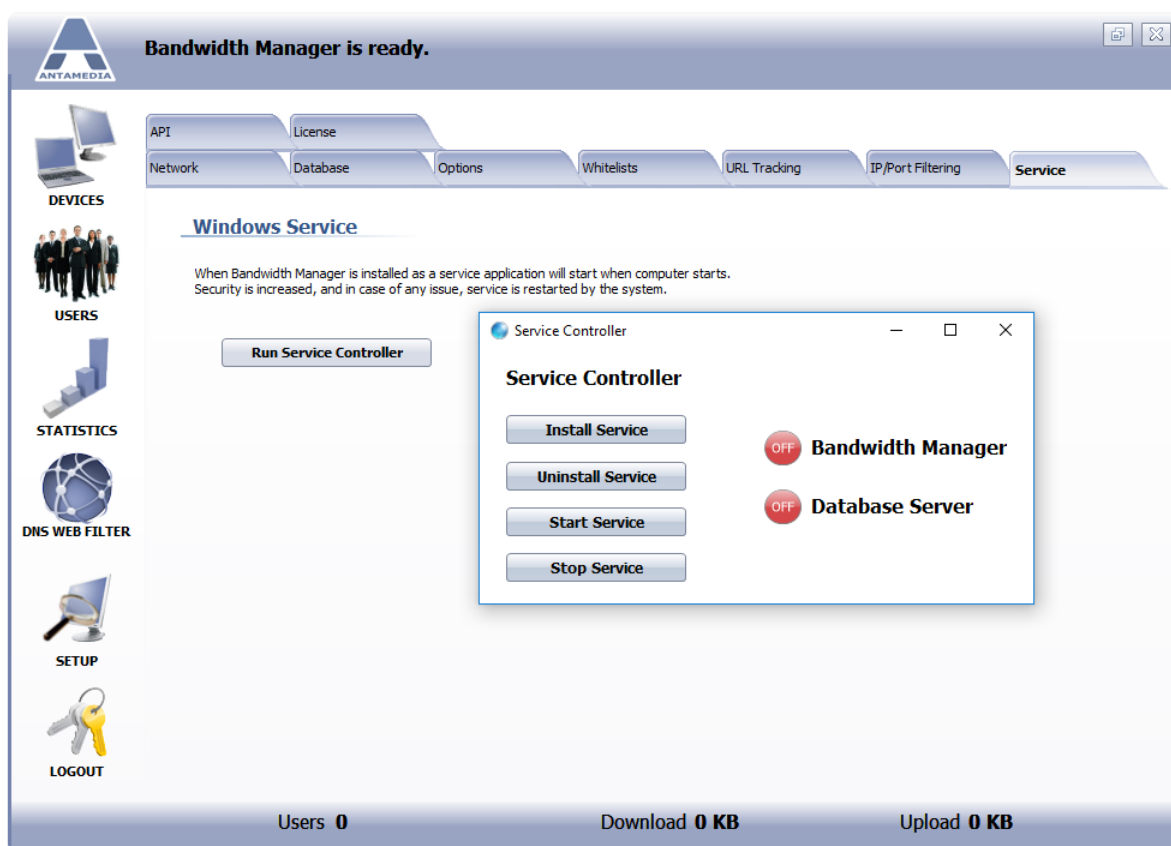 ANTAMEDIA
Bandwidth Manager is ready.
API
License
Network
Database
Options
Whitelists
URL Tracking
IP/Port Filtering
Service
DEVICES
USERS
STATISTICS
DNS WEB FILTER
SETUP
LOGOUT
Windows Service
When Bandwidth Manager is installed as a service application will start when computer starts.
Security is increased, and in case of any issue, service is restarted by the system.
Run Service Controller
Service Controller
Service Controller
Install Service
Uninstall Service
Start Service
Stop Service
OFF Bandwidth Manager
OFF Database Server
Users 0
Download 0 KB
Upload 0 KB